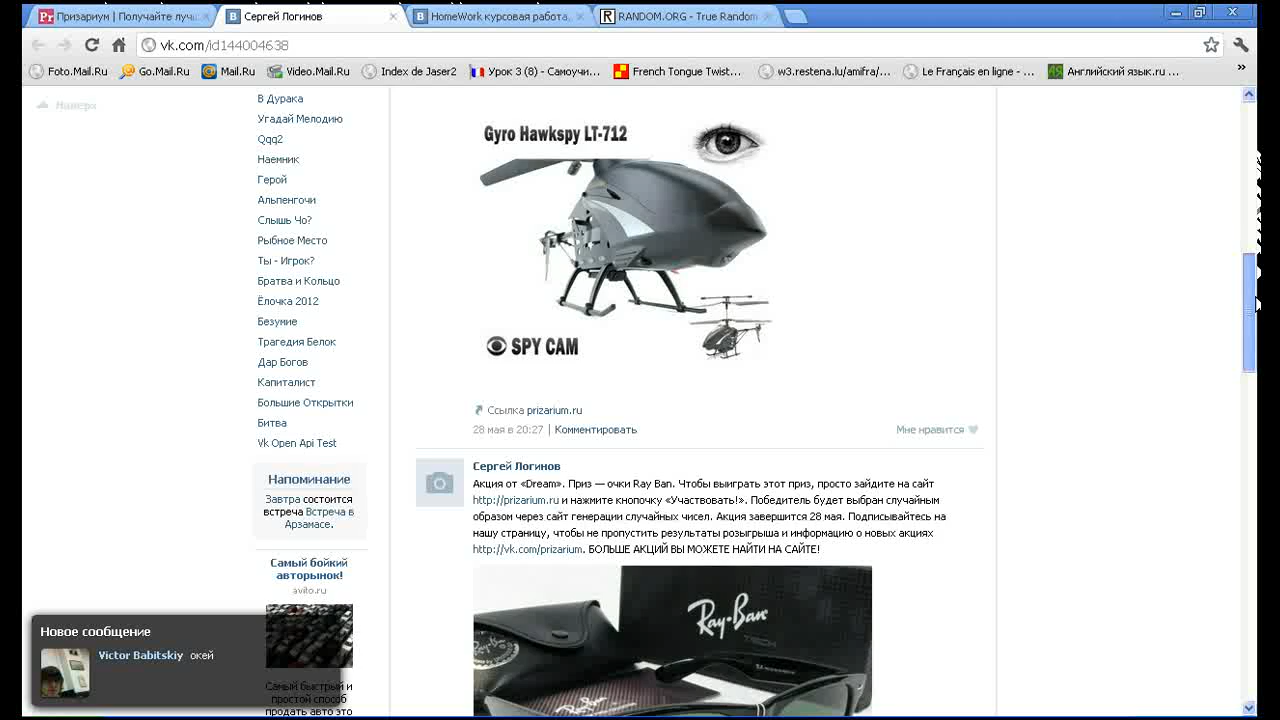 Призариум | Получайте лучш
Сергей Логинов
HomeWork курсовая работа,
RANDOM.ORG - True Random
vk.com/id144004638
Foto.Mail.Ru
Go.Mail.RU
Mail.Ru
Video.Mail.Ru
Index de Jaser2
Урок 3 (8) - Самоучи...
French Tongue Twist...
w3.restena.lu/amifra/...
Le Français en ligne - ...
Английский язык.ru ...
Наверх
В Дурака
Угадай Мелодию
Qqq2
Наемник
Герой
Альпенгочи
Слышь Чо?
Рыбное Место
Ты - Игрок?
Братва и Кольцо
Ёлочка 2012
Безумие
Трагедия Белок
Дар Богов
Капиталист
Большие Открытки
Битва
Vk Open Api Test
Напоминание
Завтра состоится
встреча Встреча в
Арзамасе.
Самый бойкий
авторынок!
avito.ru
Самый быстрый и
простой способ
продать авто это
Новое сообщение
Victor Babitskiy окей
Gyro Hawkspy LT-712
SPY CAM
Ссылка prizarium.ru
28 мая в 20:27 | Комментировать
Мне нравится
Сергей Логинов
Акция от «Dream». Приз — очки Ray Ban. Чтобы выиграть этот приз, просто зайдите на сайт
http://prizarium.ru и нажмите кнопочку «Участвовать!». Победитель будет выбран случайным
образом через сайт генерации случайных чисел. Акция завершится 28 мая. Подписывайтесь на
нашу страницу, чтобы не пропустить результаты розыгрыша и информацию о новых акциях
http://vk.com/prizarium. БОЛЬШЕ АКЦИЙ ВЫ МОЖЕТЕ НАЙТИ НА САЙТЕ!
Ray-Ban
TECH
Ray-Ban